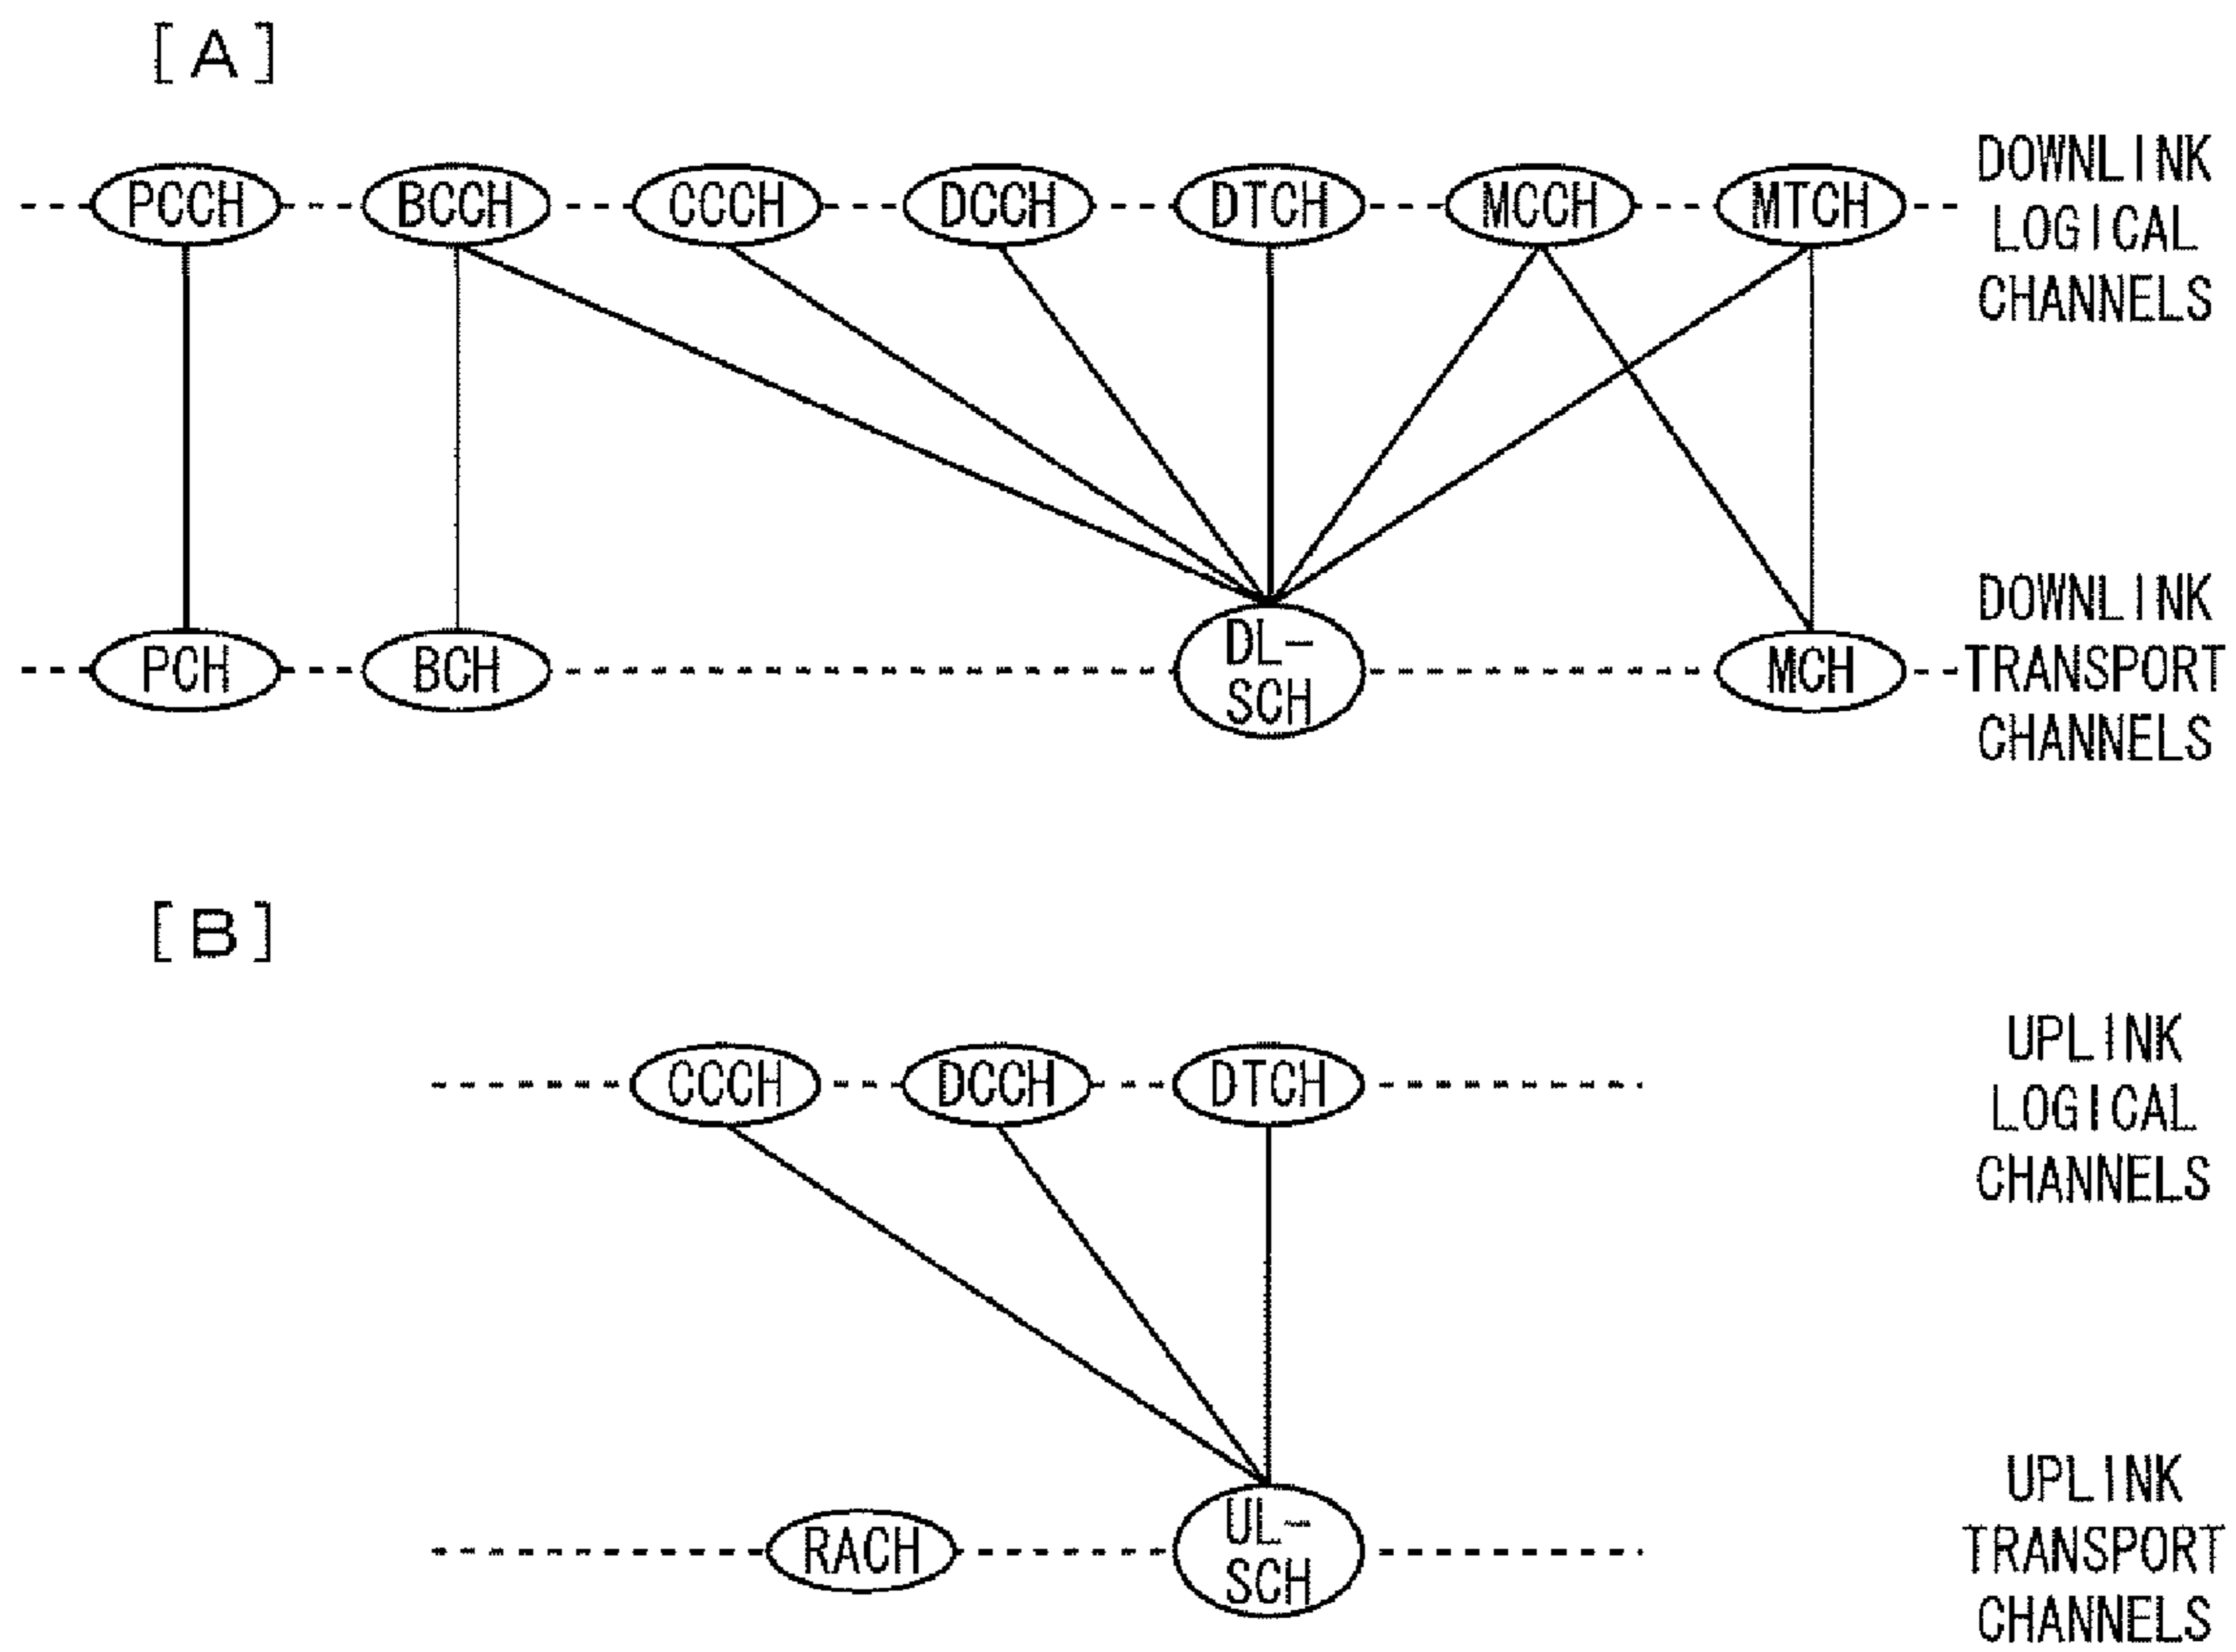 [A]
PCCH BCCH CCCH DCCH DTCH MCCH MTCH
DOWNLINK
LOGICAL
CHANNELS
PCH BCH
DL-
SCH
MCH
DOWNLINK
TRANSPORT
CHANNELS
[B]
CCCH DCCH DTCH
UPLINK
LOGICAL
CHANNELS
RACH
UL-
SCH
UPLINK
TRANSPORT
CHANNELS